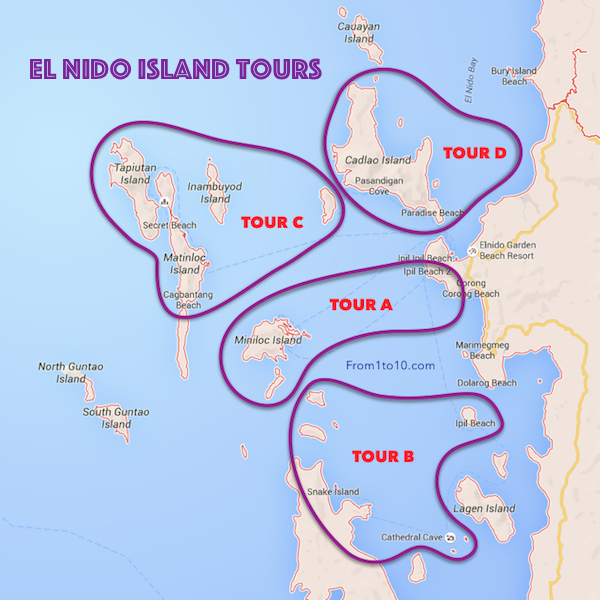 Cauayan
Island
EL NIDO ISLAND TOURS
El Nido Bay
Bury Island
Beach
TOUR D
Cadlao Island
Pasandigan
Cove
Paradise Beach
Tapiutan
Island
Inambuyod
Island
Secret Beach
TOUR C
Matinloc
Island
Cagbantang
Beach
Elnido Garden
Beach Resort
Ipil Ipil Beach
Ipil Beach 2
Corong
Corong Beach
TOUR A
Miniloc Island
Marimegmeg
Beach
From1to10.com
Dolarog Beach
North Guntao
Island
South Guntao
Island
Ipil Beach
TOUR B
Snake Island
Lagen Island
Cathedral Cave